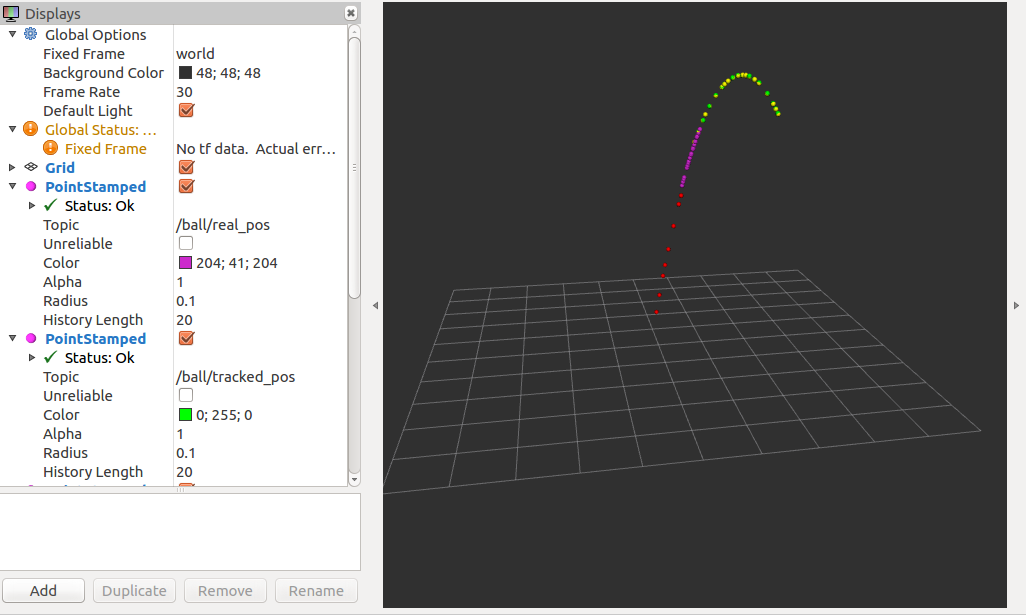 Displays
Global Options
Fixed Frame world
Background Color 48; 48; 48
Frame Rate 30
Default Light
Global Status: ...
Fixed Frame No tf data. Actual err...
Grid
PointStamped
Status: Ok
Topic /ball/real_pos
Unreliable
Color 204; 41; 204
Alpha 1
Radius 0.1
History Length 20
PointStamped
Status: Ok
Topic /ball/tracked_pos
Unreliable
Color 0; 255; 0
Alpha 1
Radius 0.1
History Length 20
Add Duplicate Remove Rename